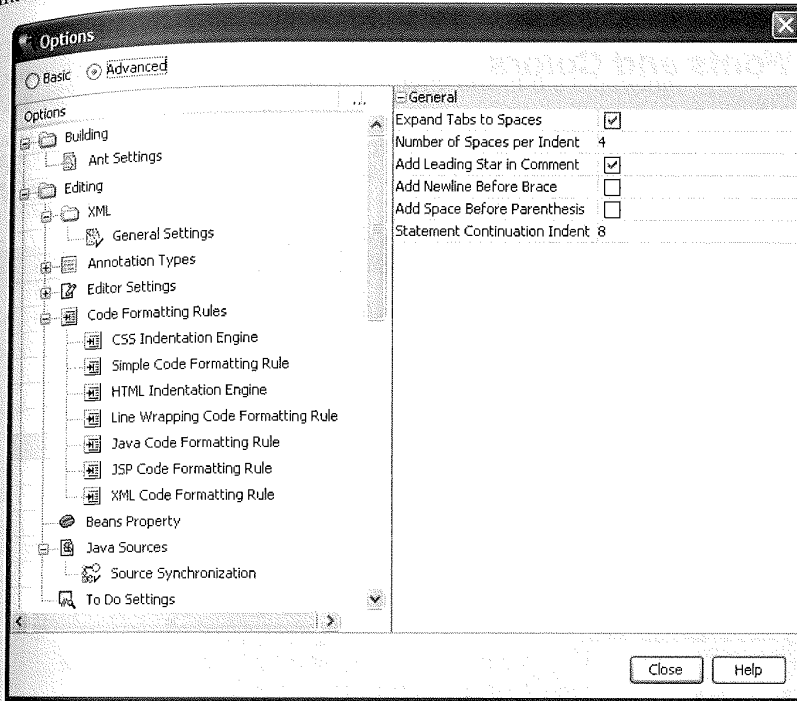 Options
Basic
Advanced
Options
...
Building
Ant Settings
Editing
XML
General Settings
Annotation Types
Editor Settings
Code Formatting Rules
CSS Indentation Engine
Simple Code Formatting Rule
HTML Indentation Engine
Line Wrapping Code Formatting Rule
Java Code Formatting Rule
JSP Code Formatting Rule
XML Code Formatting Rule
Beans Property
Java Sources
Source Synchronization
To Do Settings
General
Expand Tabs to Spaces
Number of Spaces per Indent 4
Add Leading Star in Comment
Add Newline Before Brace
Add Space Before Parenthesis
Statement Continuation Indent 8
Close
Help
Fonts and Colors